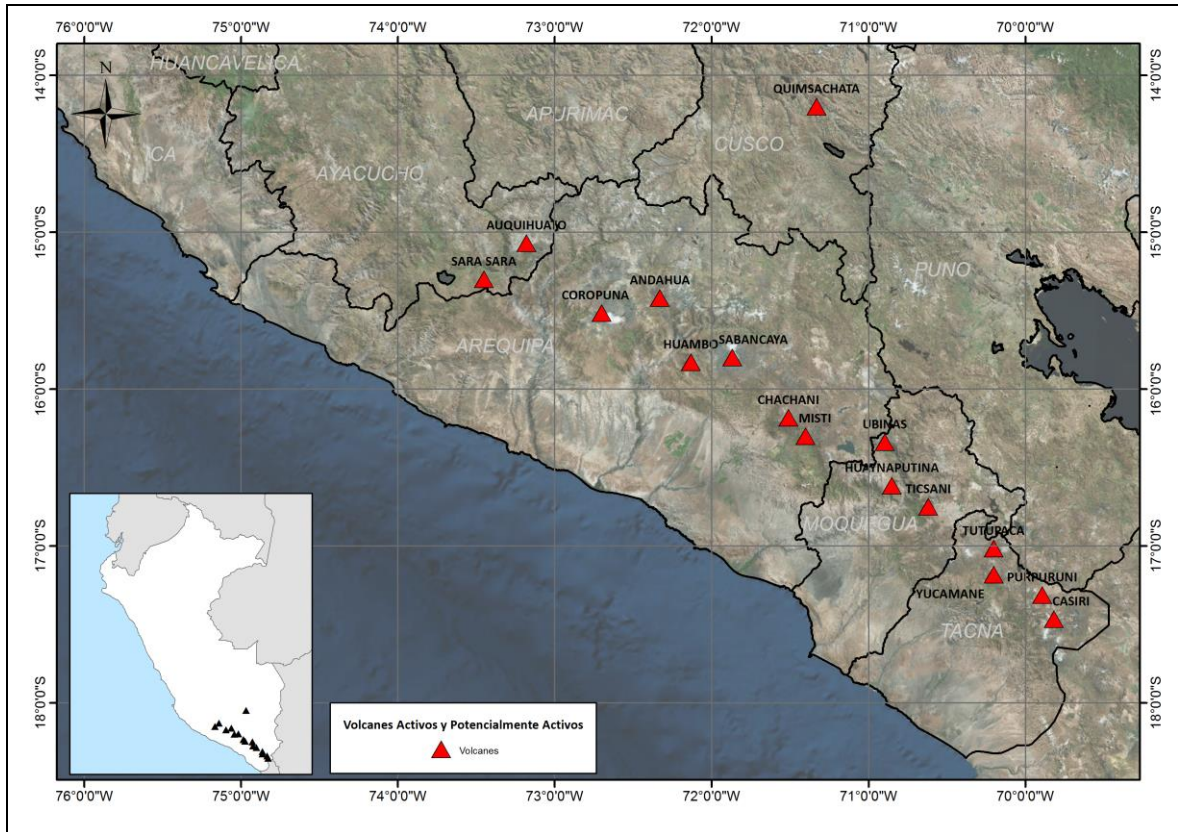 76°0'0"W 75°0'0"W 74°0'0"W 73°0'0"W 72°0'0"W 71°0'0"W 70°0'0"W
14°0'0"S 14°0'0"S
N
HUANCAVELICA
QUIMSACHATA
APURIMAC
CUSCO
ICA
AYACUCHO
15°0'0"S 15°0'0"S
AUQUIHUATO
SARA SARA
PUNO
ANDAHUA
COROPUNA
HUAMBO SABANCAYA
AREQUIPA
16°0'0"S 16°0'0"S
CHACHANI
MISTI
UBINAS
HUAYNAPUTINA
TICSANI
MOQUEGUA
17°0'0"S 17°0'0"S
TUTUPACA
PURPURUNI
YUCAMANE
CASIRI
TACNA
18°0'0"S 18°0'0"S
Volcanes Activos y Potencialmente Activos
Volcanes
76°0'0"W 75°0'0"W 74°0'0"W 73°0'0"W 72°0'0"W 71°0'0"W 70°0'0"W